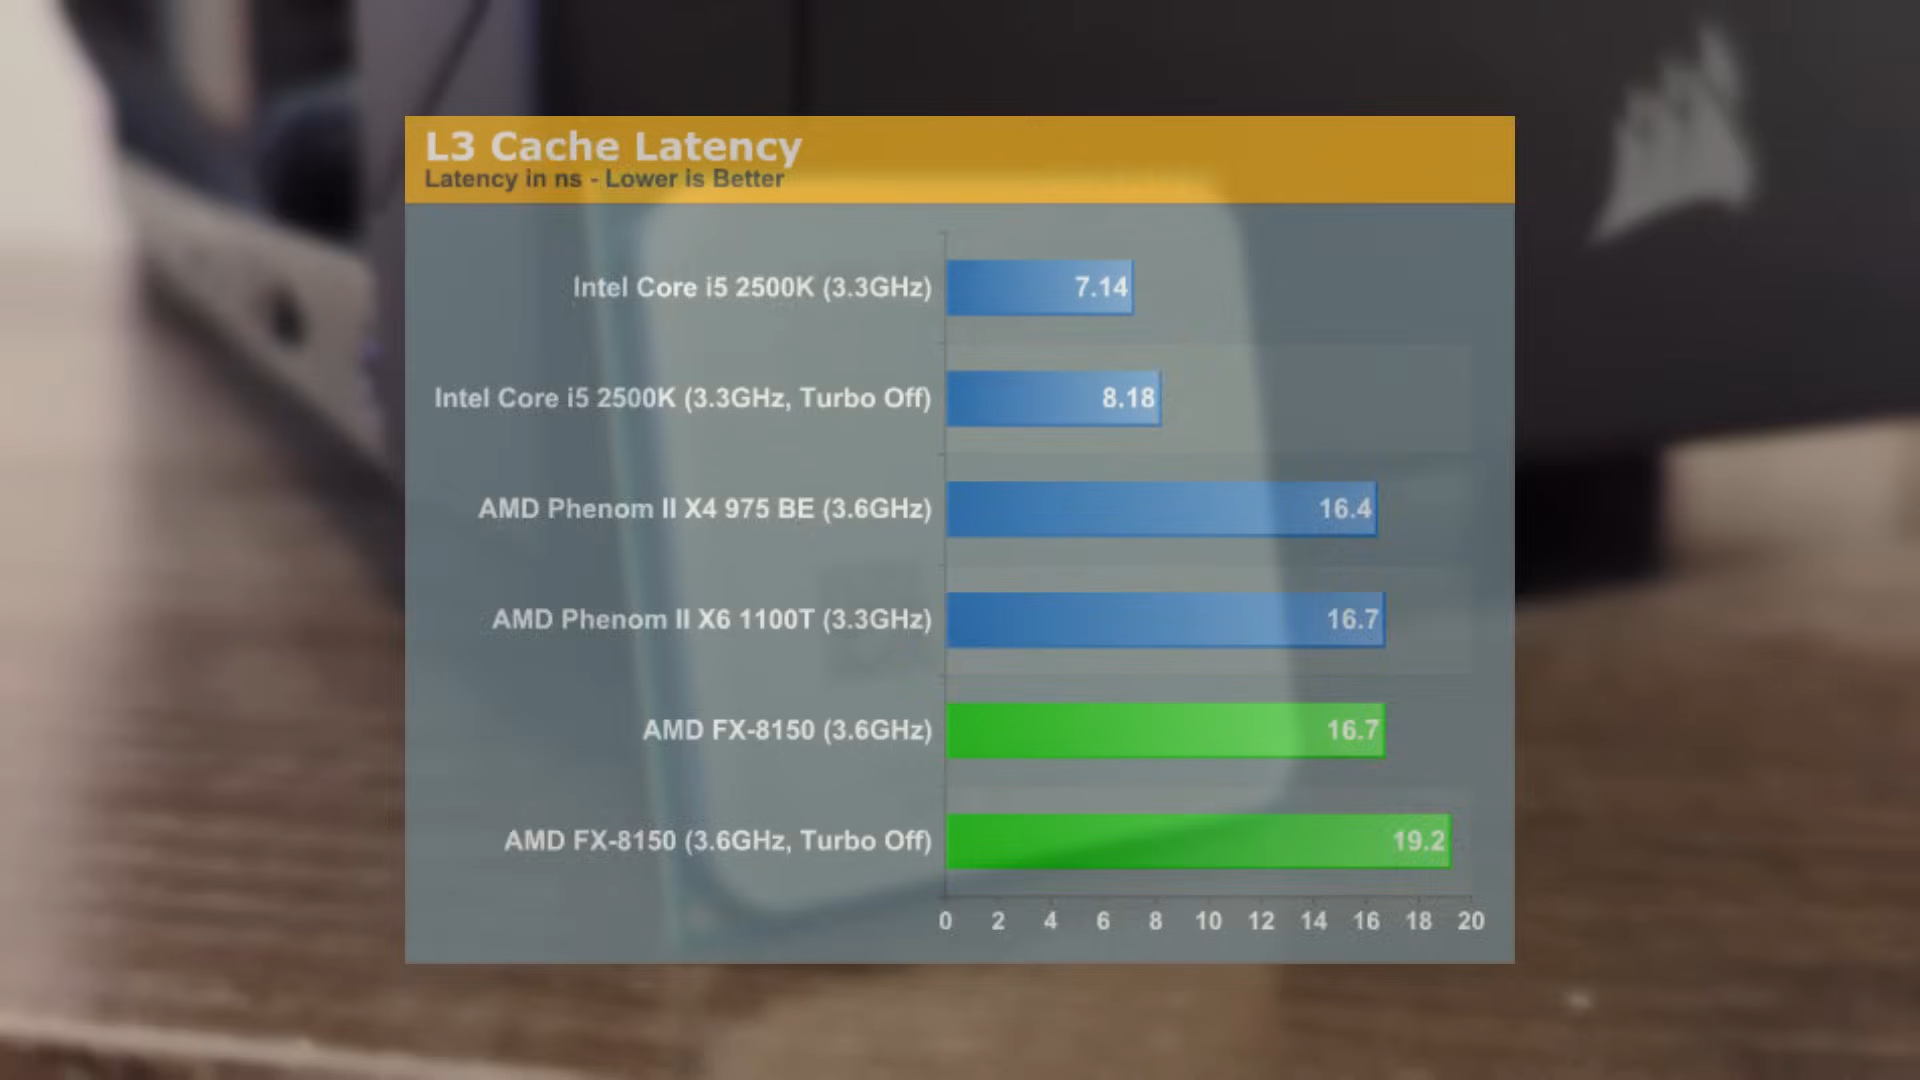 L3 Cache Latency
Latency in ns - Lower is Better
Intel Core i5 2500K (3.3GHz) 7.14
Intel Core i5 2500K (3.3GHz, Turbo Off) 8.18
AMD Phenom II X4 975 BE (3.6GHz) 16.4
AMD Phenom II X6 1100T (3.3GHz) 16.7
AMD FX-8150 (3.6GHz) 16.7
AMD FX-8150 (3.6GHz, Turbo Off) 19.2
0 2 4 6 8 10 12 14 16 18 20